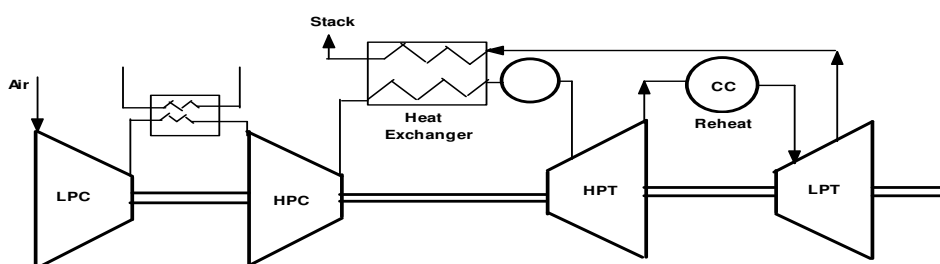 Stack
Air
Heat
Exchanger
CC
Reheat
LPC
HPC
HPT
LPT